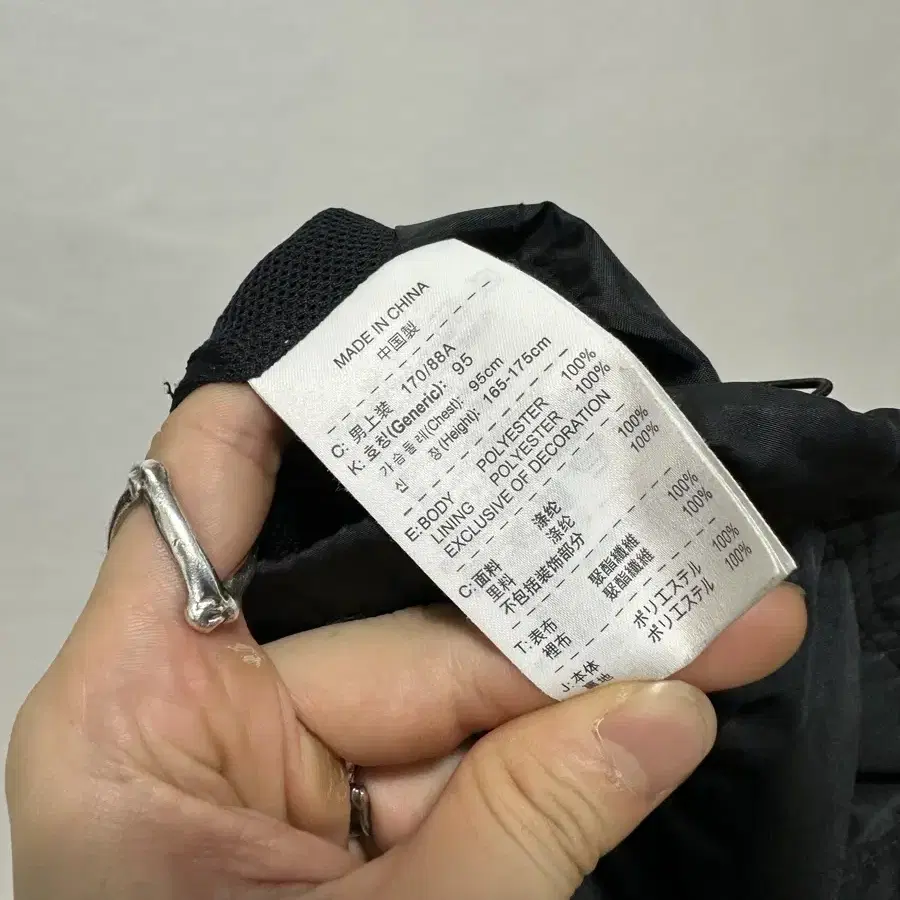 MADE IN CHINA
中国製
C: 男上装 170/88A
K: 호칭(Generic): 95
가슴둘레(Chest): 95cm
신 장(Height): 165-175cm
E: BODY POLYESTER 100%
LINING POLYESTER 100%
EXCLUSIVE OF DECORATION
C: 面料 涤纶 100%
里料 涤纶 100%
不包括装饰部分
T: 表布 聚酯纖維 100%
裡布 聚酯纖維 100%
J: 本体 ポリエステル 100%
裏地 ポリエステル 100%